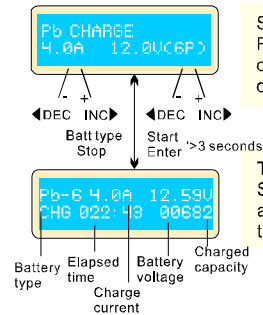 Pb CHARGE
4.0A 12.0V(6P)
- + - +
◀DEC INC▶ ◀DEC INC▶
Batt type Start
Stop Enter '>3 seconds
Pb-6 4.0A 12.59V
CHG 022:43 00682
Battery type
Elapsed time
Charge current
Battery voltage
Charged capacity